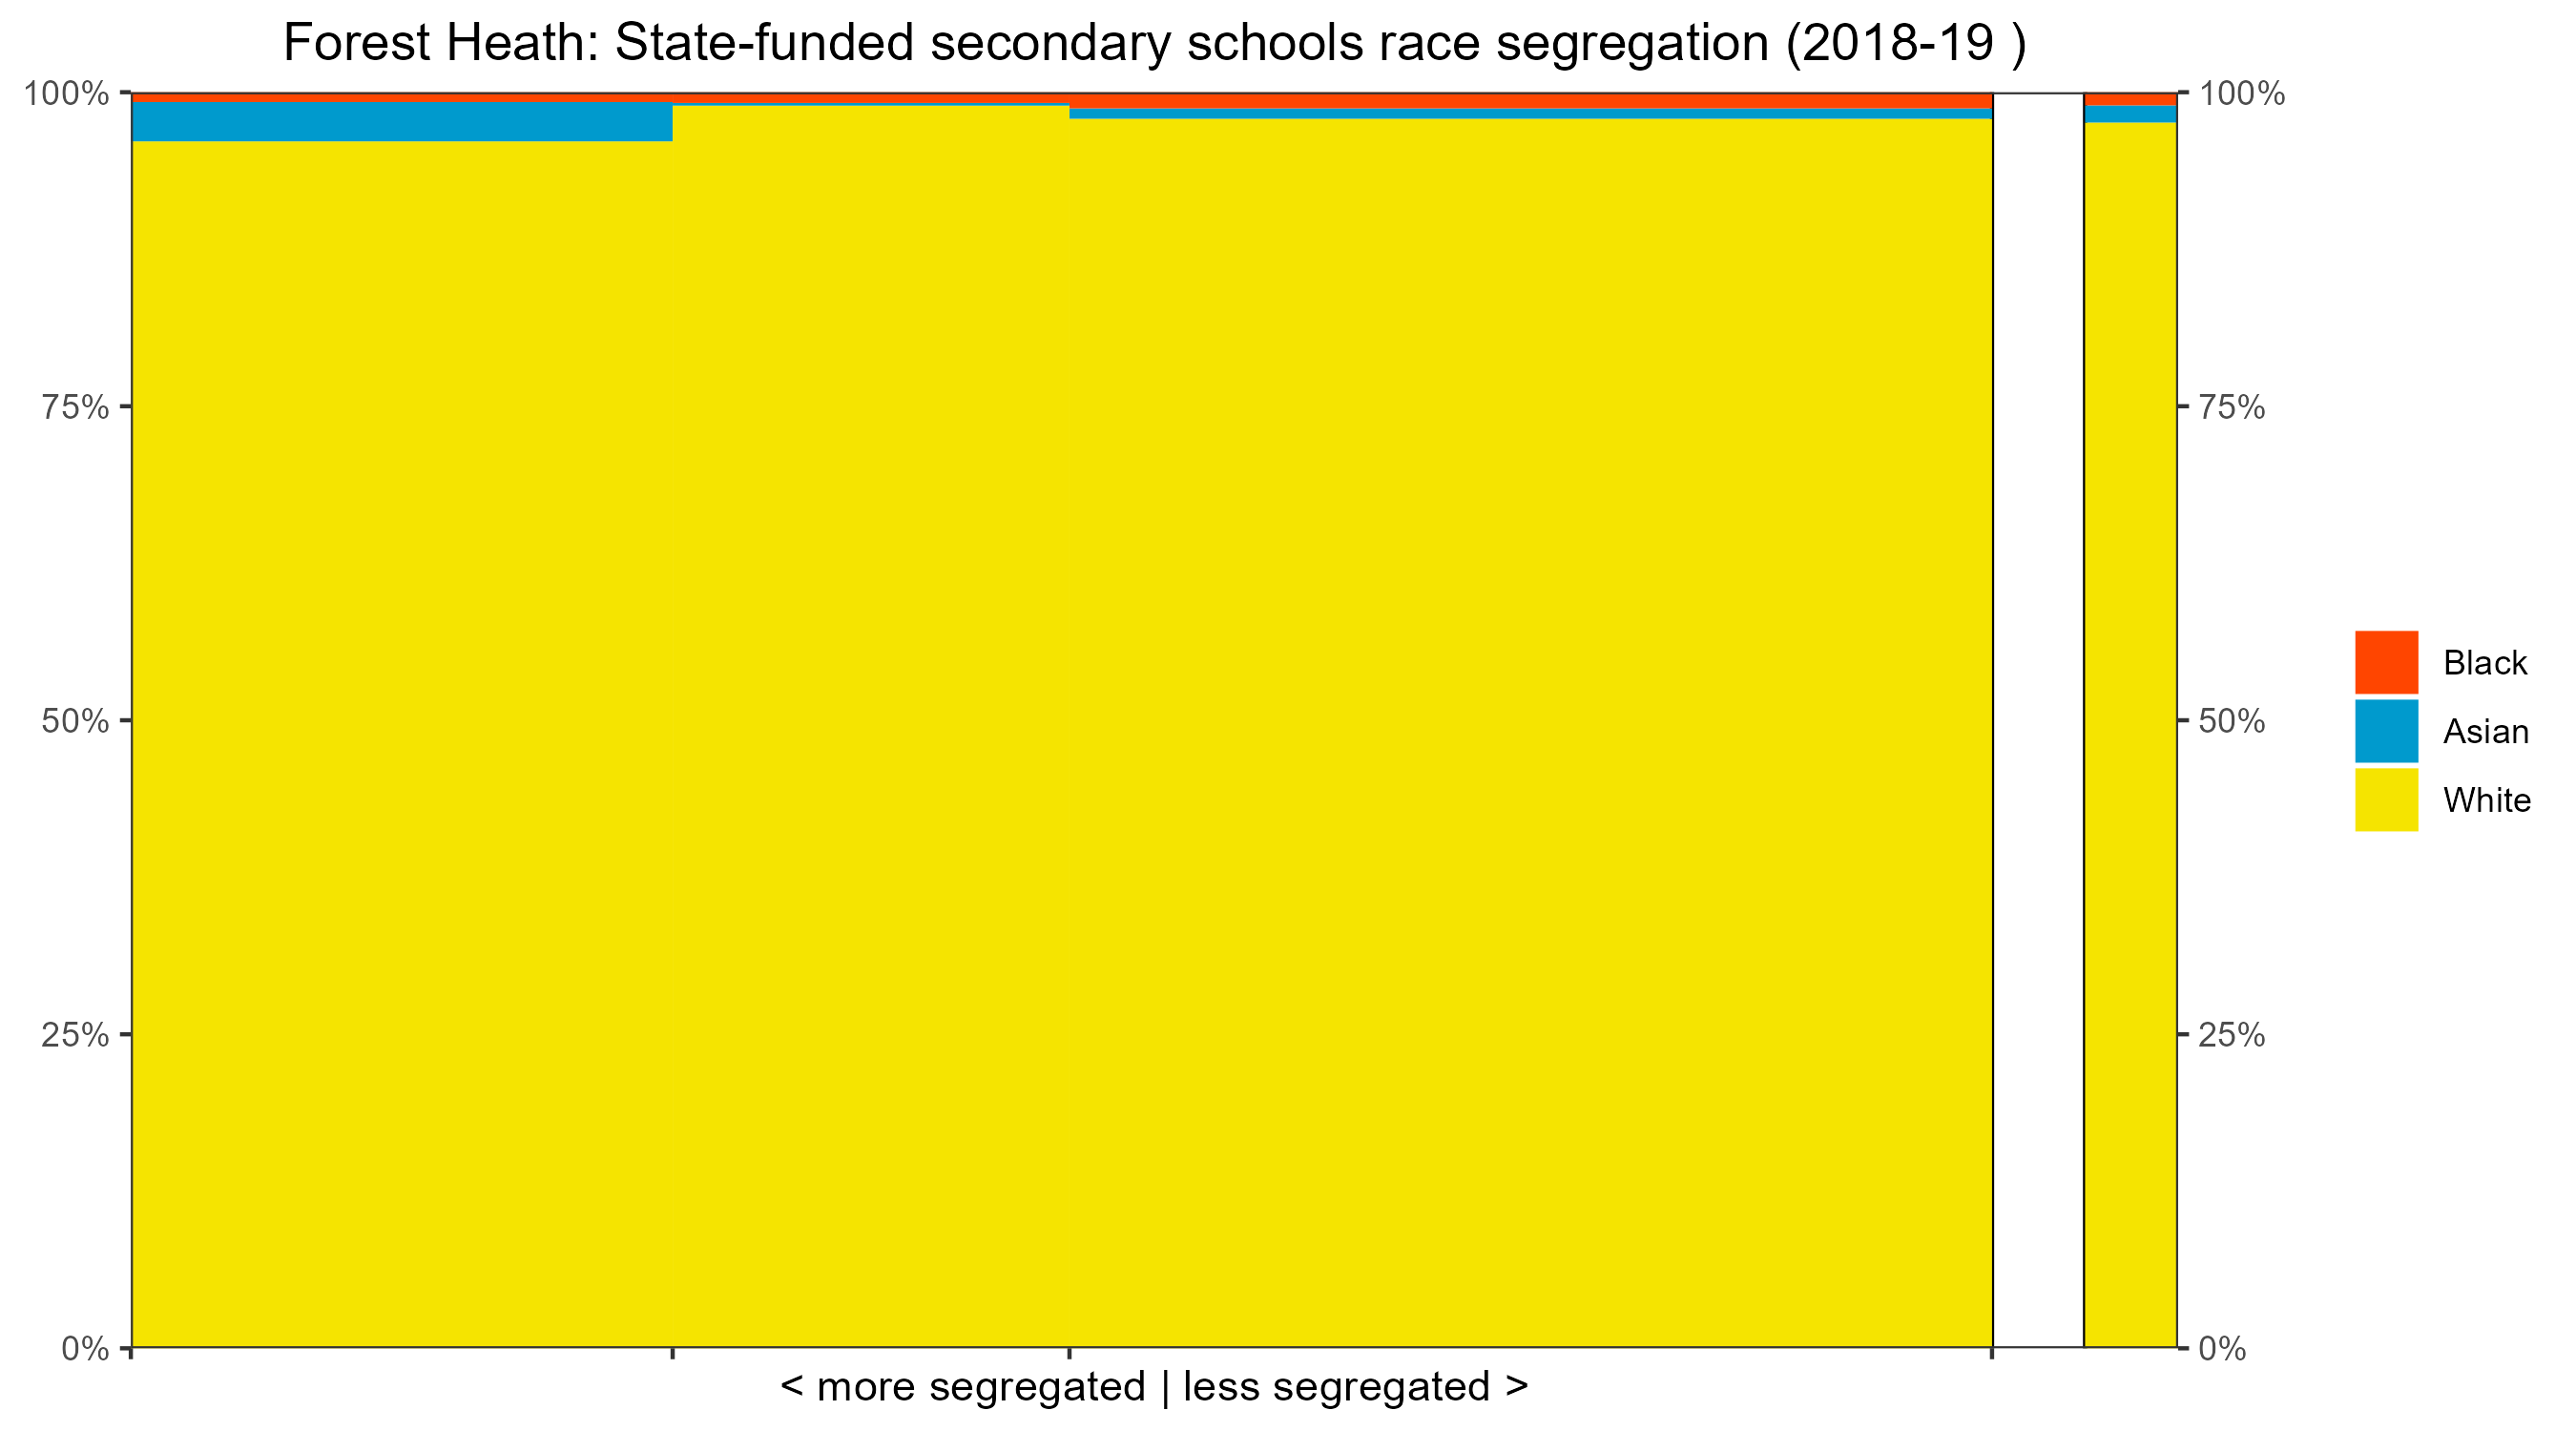 Forest Heath: State-funded secondary schools race segregation (2018-19 )
100%
75%
50%
25%
0%
100%
75%
50%
25%
0%
Black
Asian
White
< more segregated | less segregated >